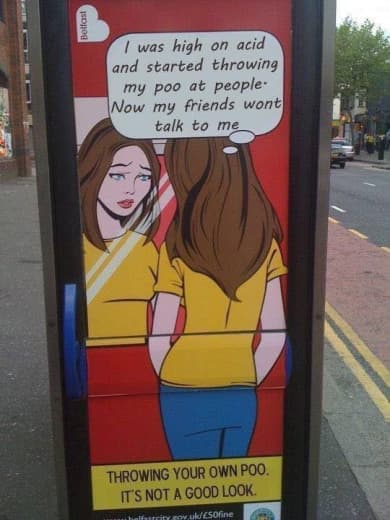 Belfast
I was high on acid
and started throwing
my poo at people.
Now my friends wont
talk to me
THROWING YOUR OWN POO.
IT'S NOT A GOOD LOOK.
belfastcity.gov.uk/£50fine